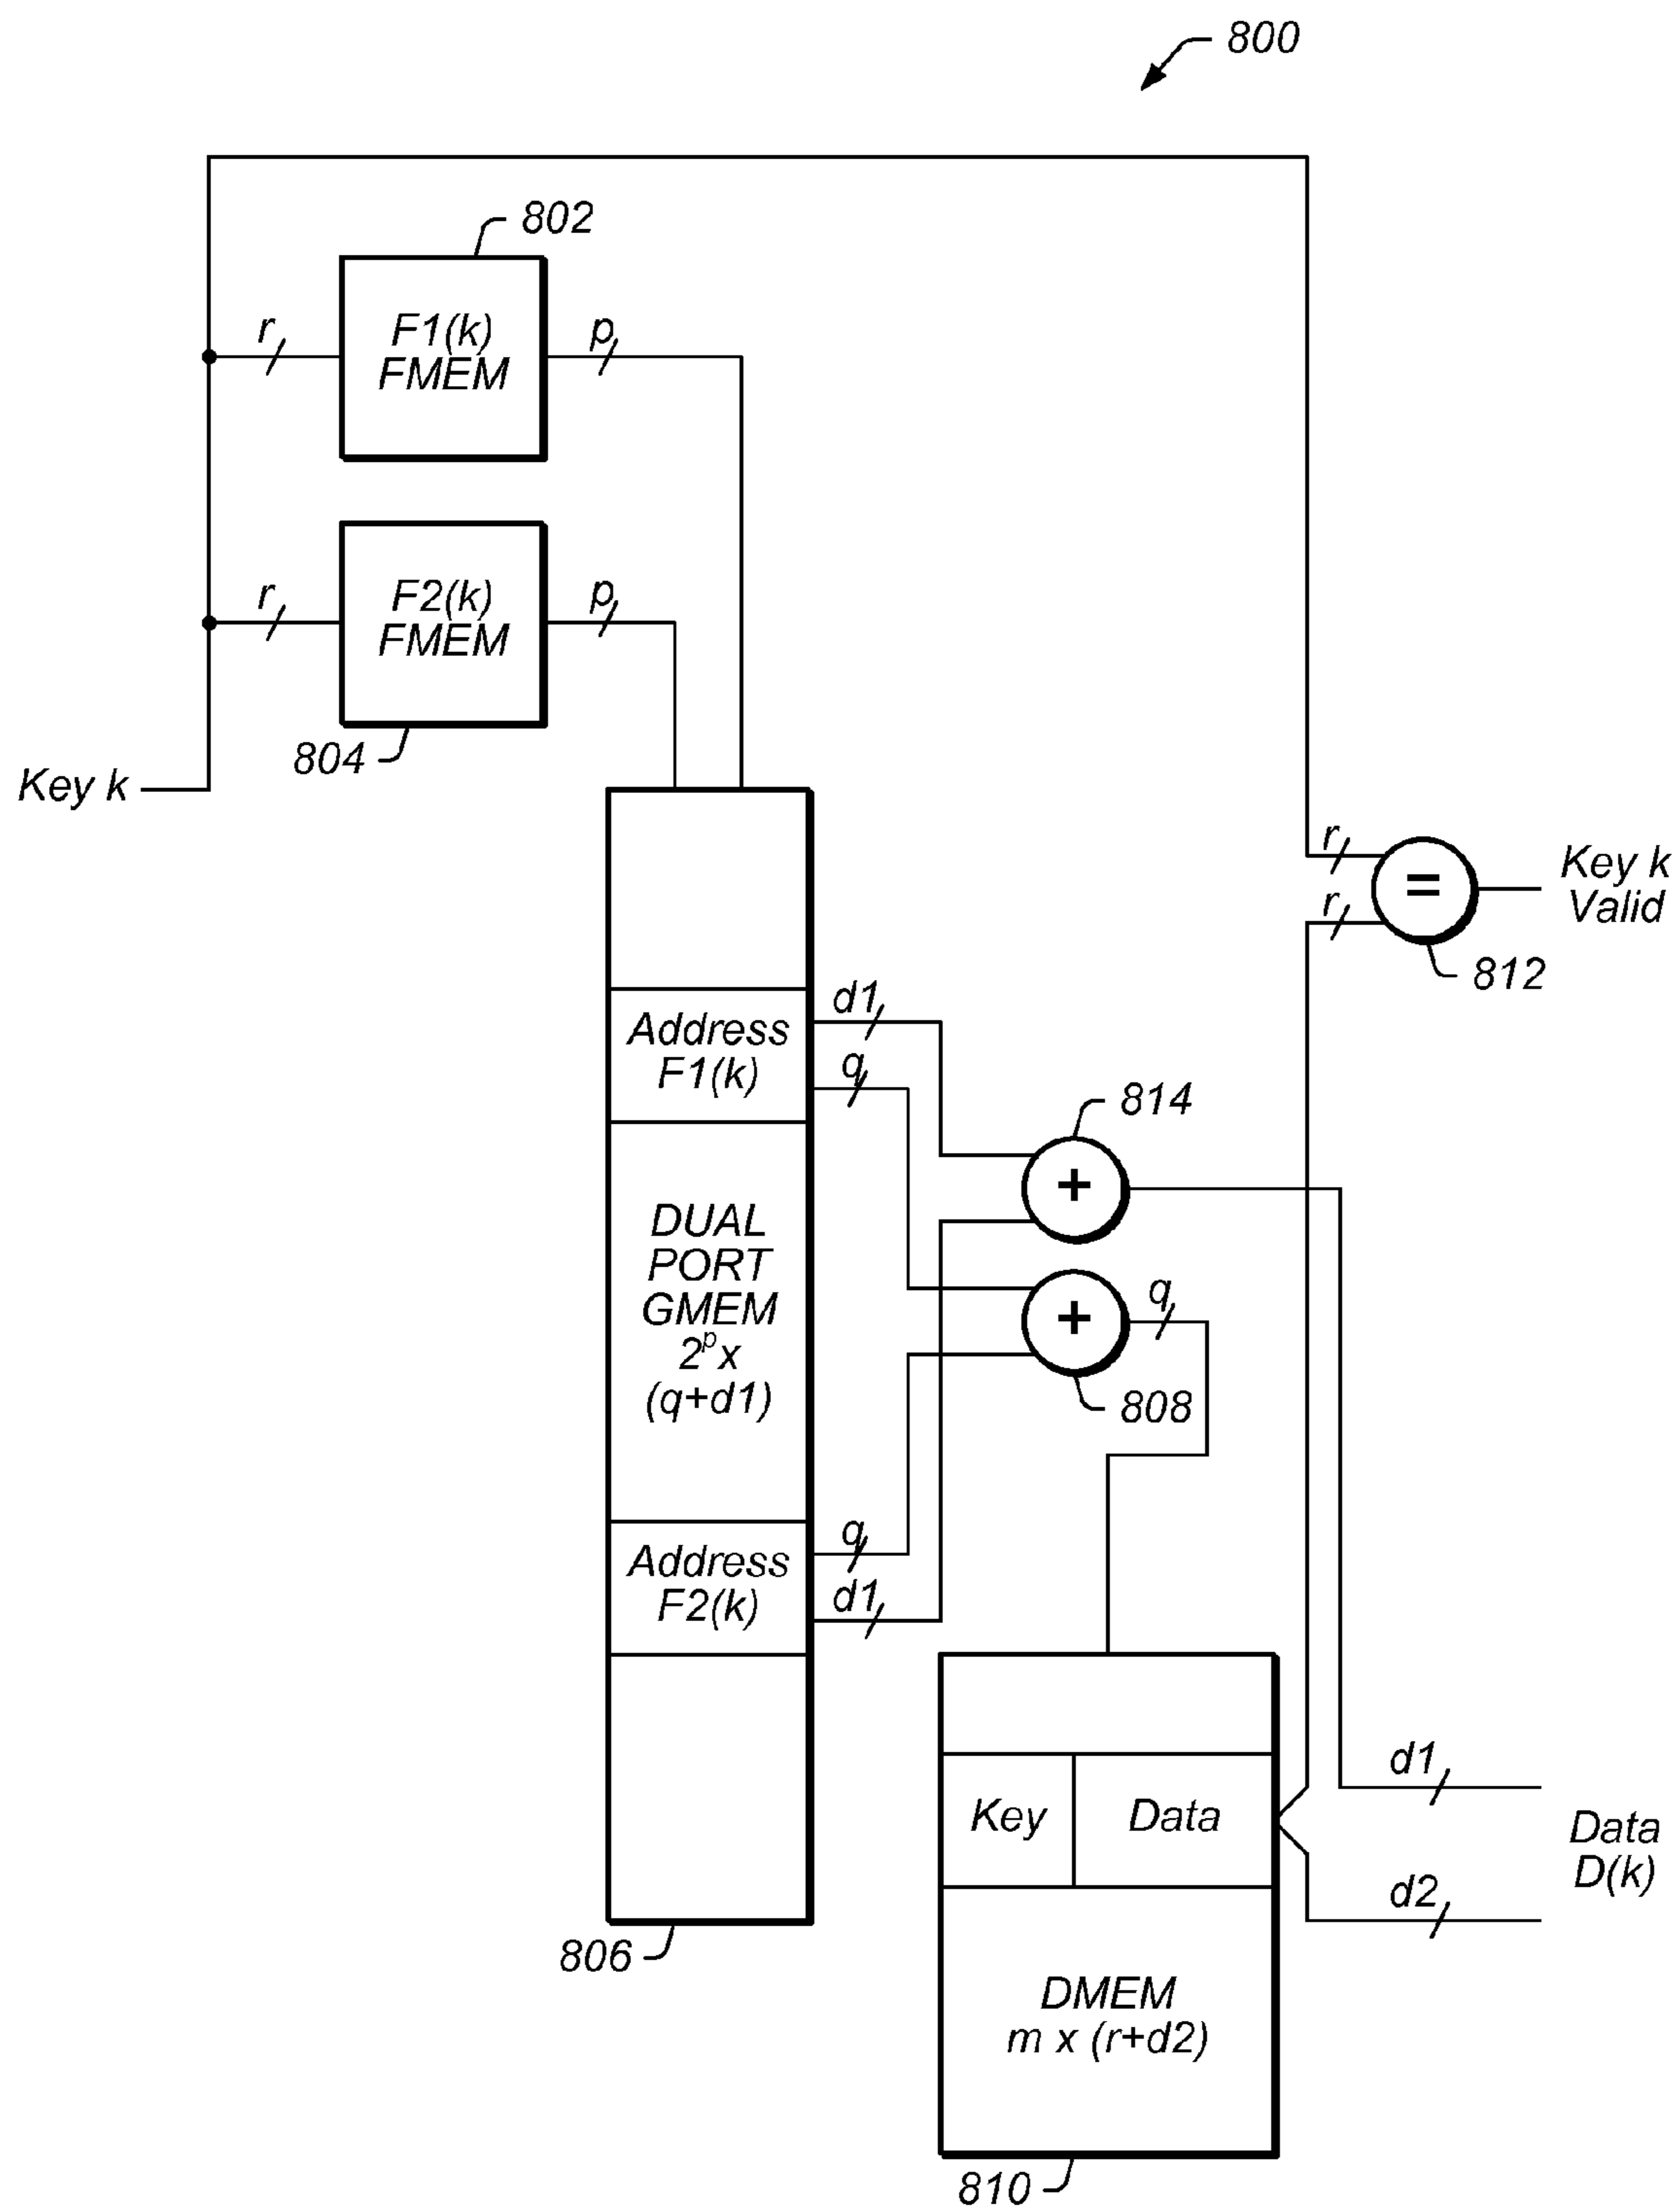 800
802
r
F1(k)
FMEM
p
r
F2(k)
FMEM
p
804
Key k
r
r
=
Key k
Valid
812
Address
F1(k)
d1
q
814
+
DUAL
PORT
GMEM
2^p x
(q+d1)
+
q
808
Address
F2(k)
q
d1
Key
Data
d1
Data
D(k)
d2
806
DMEM
m x (r+d2)
810